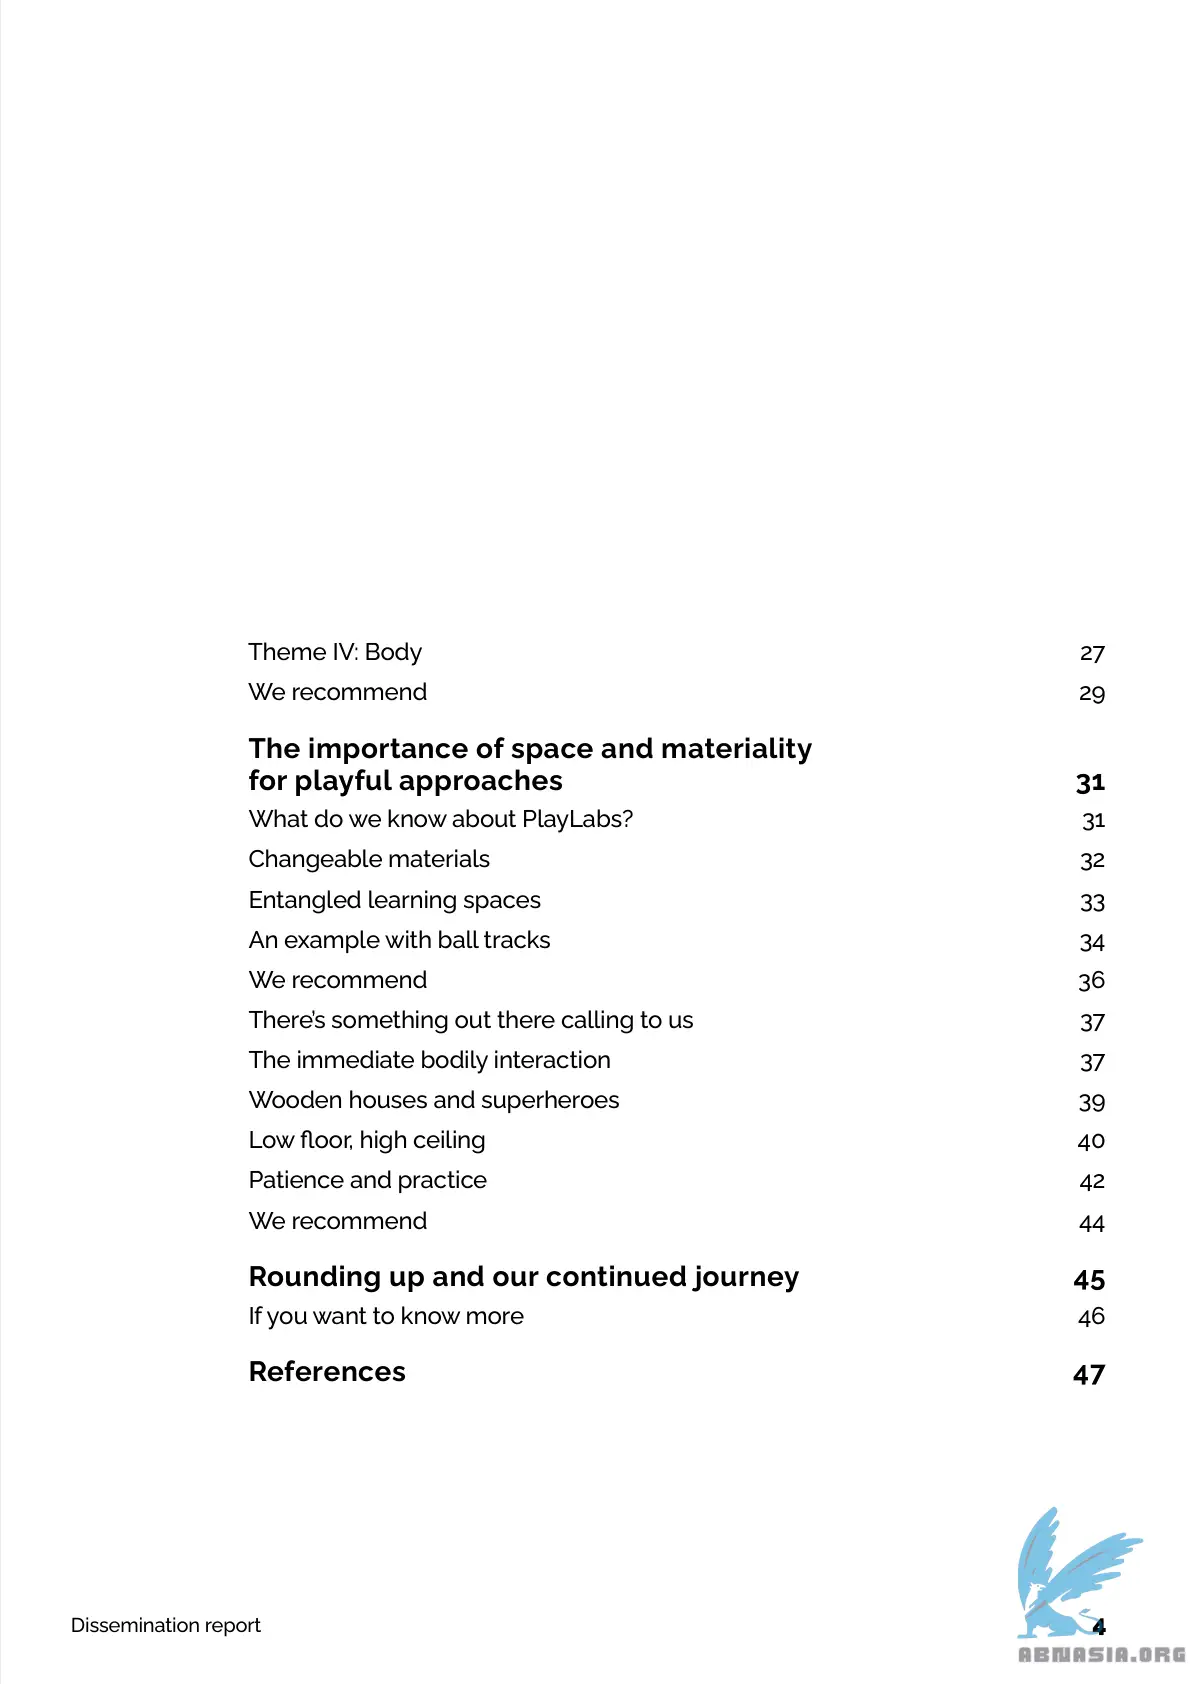 Theme IV: Body 27
We recommend 29
The importance of space and materiality
for playful approaches 31
What do we know about PlayLabs? 31
Changeable materials 32
Entangled learning spaces 33
An example with ball tracks 34
We recommend 36
There’s something out there calling to us 37
The immediate bodily interaction 37
Wooden houses and superheroes 39
Low floor, high ceiling 40
Patience and practice 42
We recommend 44
Rounding up and our continued journey 45
If you want to know more 46
References 47
Dissemination report 4
ABNASIA.ORG